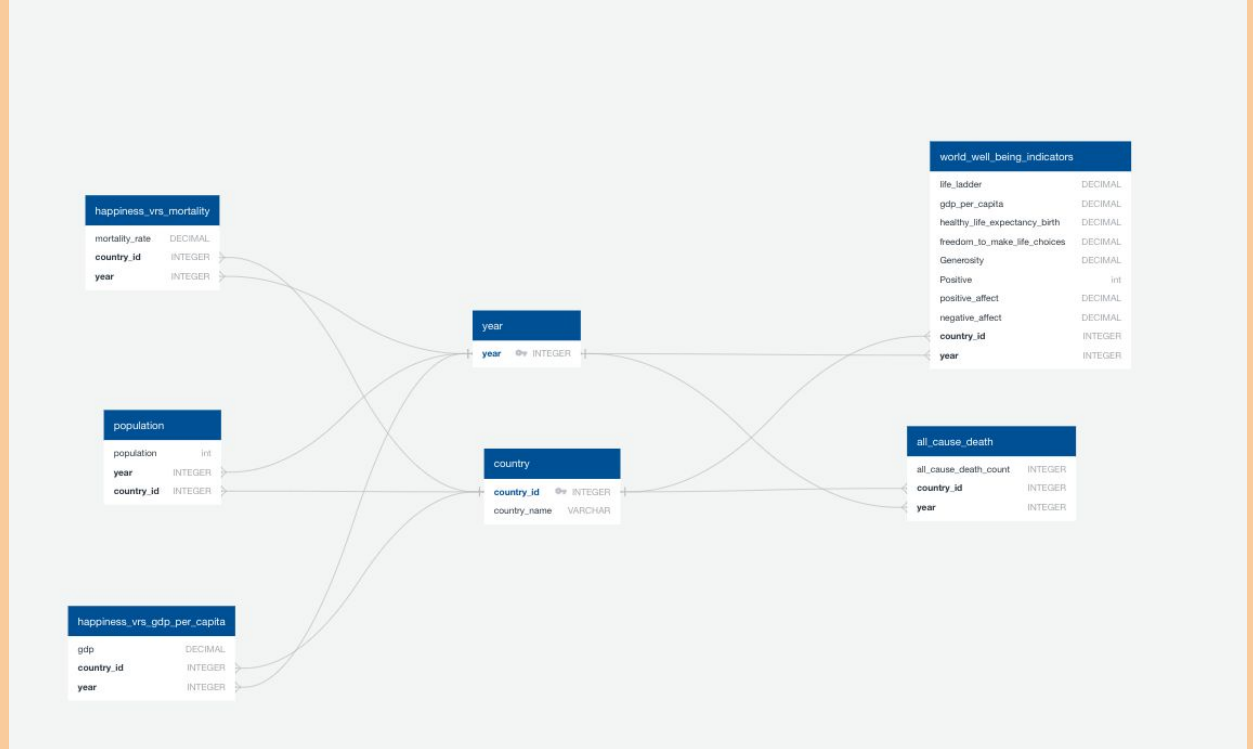 happiness_vrs_mortality
mortality_rate DECIMAL
country_id INTEGER
year INTEGER
population
population int
year INTEGER
country_id INTEGER
happiness_vrs_gdp_per_capita
gdp DECIMAL
country_id INTEGER
year INTEGER
year
year INTEGER
country
country_id INTEGER
country_name VARCHAR
world_well_being_indicators
life_ladder DECIMAL
gdp_per_capita DECIMAL
healthy_life_expectancy_birth DECIMAL
freedom_to_make_life_choices DECIMAL
Generosity DECIMAL
Positive int
positive_affect DECIMAL
negative_affect DECIMAL
country_id INTEGER
year INTEGER
all_cause_death
all_cause_death_count INTEGER
country_id INTEGER
year INTEGER